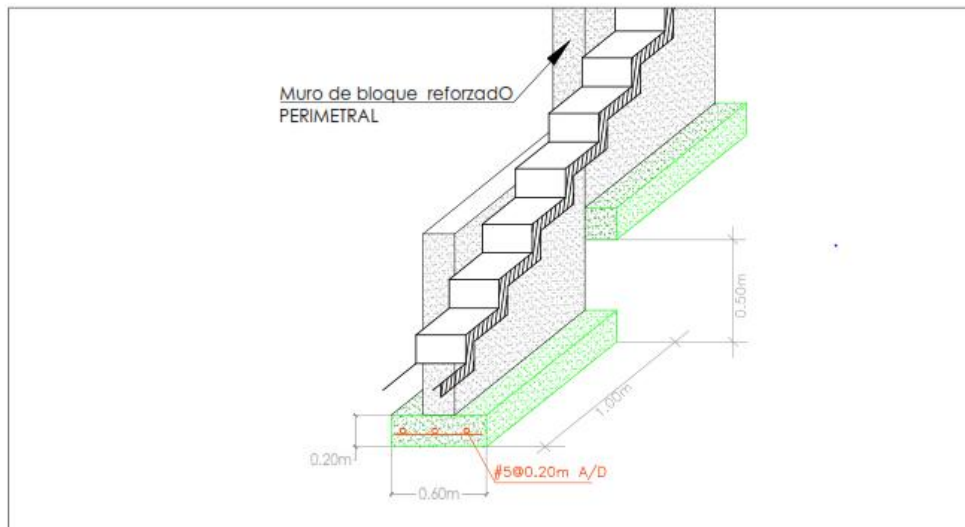 Muro de bloque reforzadO
PERIMETRAL
0.50m
1.00m
0.20m
#5@0.20m A/D
0.60m